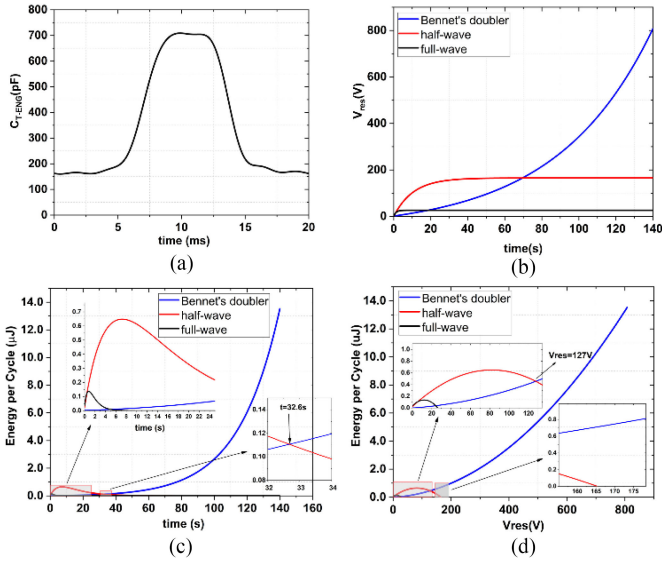 (a)
C_T-ENG(pF)
800
700
600
500
400
300
200
100
0
0 5 10 15 20
time (ms)
(b)
Bennet's doubler
half-wave
full-wave
V_res(V)
800
600
400
200
0
0 20 40 60 80 100 120 140
time(s)
(c)
Energy per Cycle (µJ)
14.0
12.0
10.0
8.0
6.0
4.0
2.0
0.0
0 20 40 60 80 100 120 140 160
time (s)
Bennet's doubler
half-wave
full-wave
0.7
0.6
0.5
0.4
0.3
0.2
0.1
0.0
0 2 4 6 8 10 12 14 16 18 20 22 24
time (s)
t=32.6s
0.14
0.12
0.10
0.08
32 33 34
(d)
Energy per Cycle (uJ)
14.0
12.0
10.0
8.0
6.0
4.0
2.0
0.0
0 200 400 600 800
Vres(V)
Bennet's doubler
half-wave
full-wave
1.0
0.8
0.6
0.4
0.2
0.0
0 20 40 60 80 100 120
Vres=127V
160 165 170 175